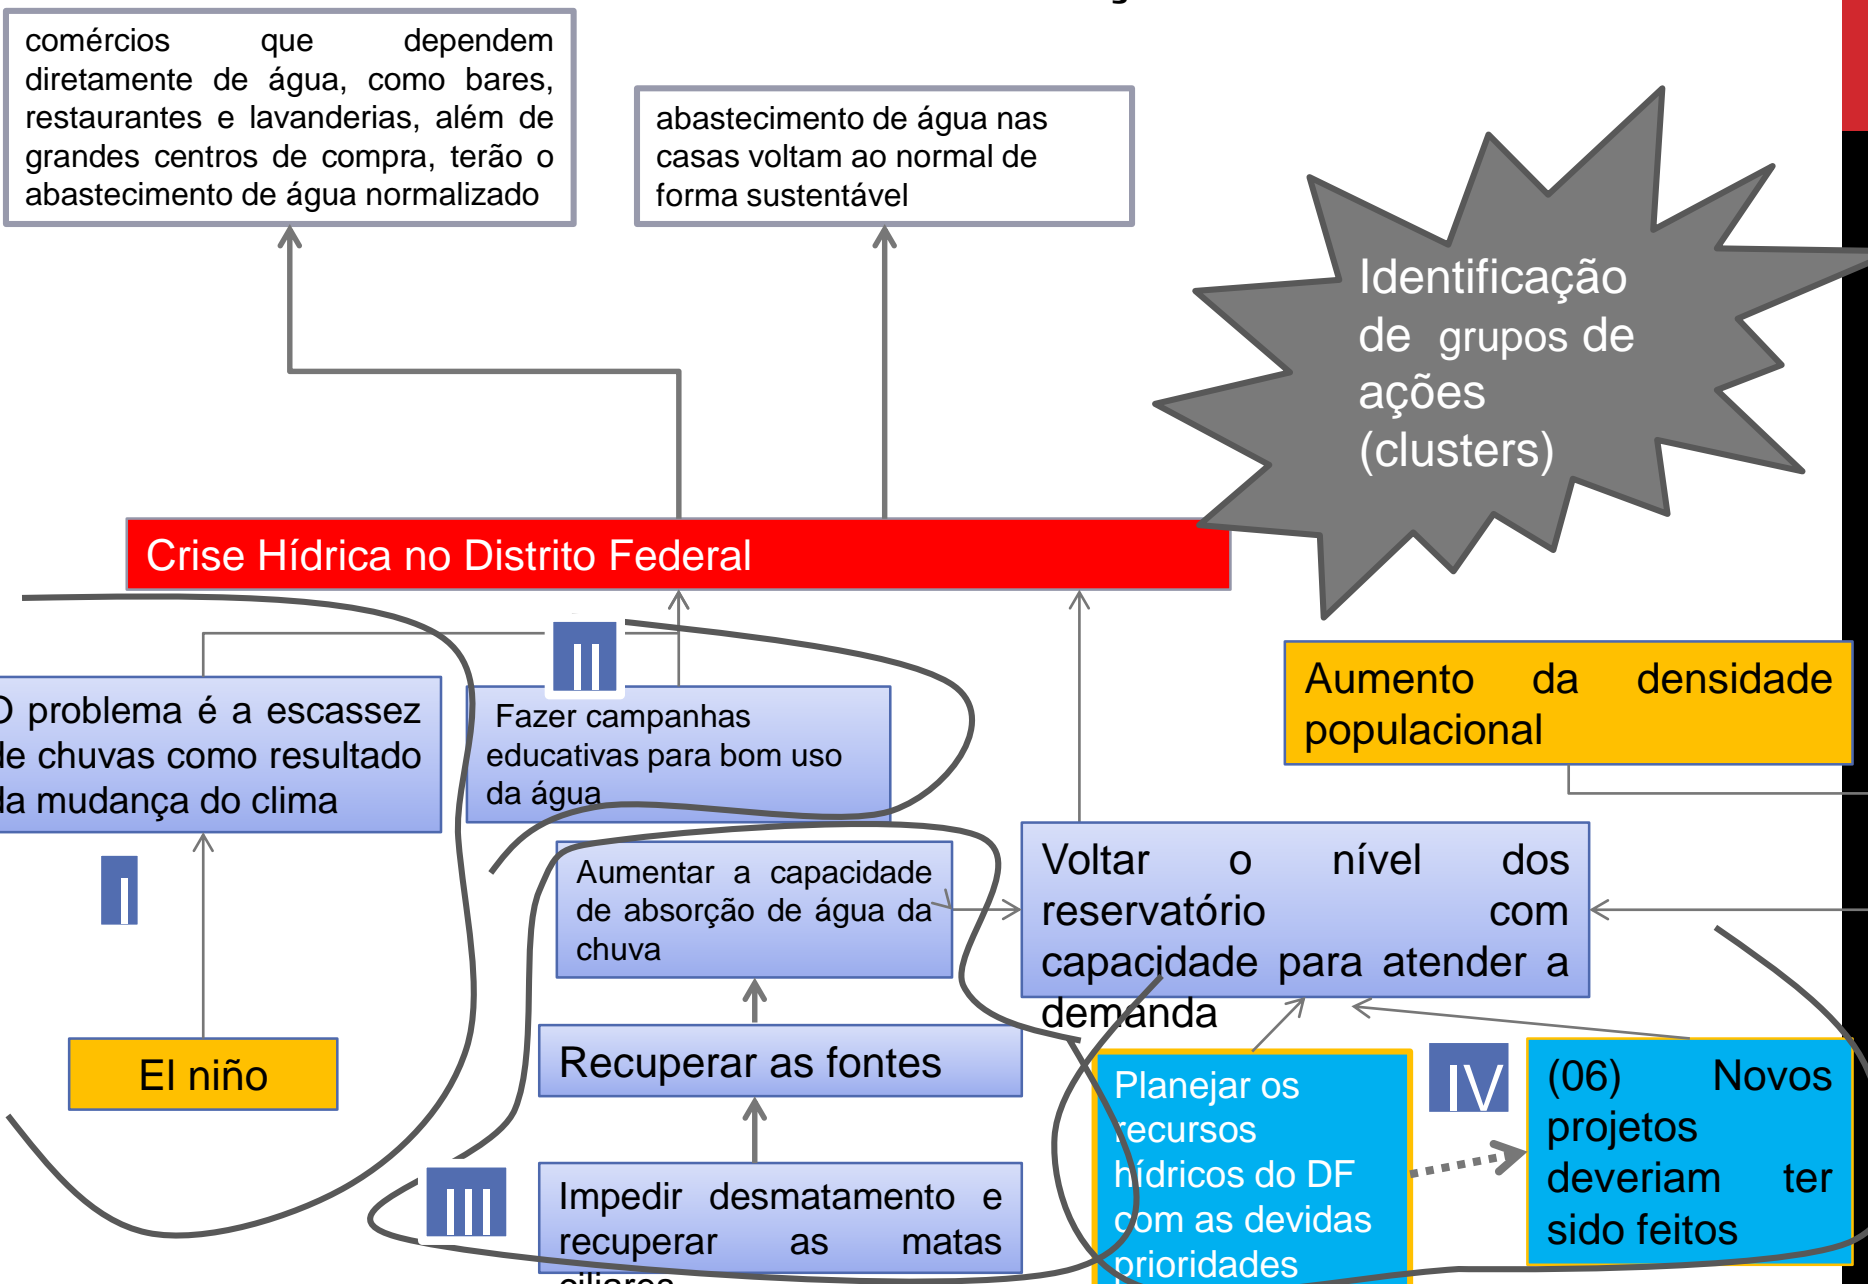 comércios que dependem
diretamente de água, como bares,
restaurantes e lavanderias, além de
grandes centros de compra, terão o
abastecimento de água normalizado
abastecimento de água nas
casas voltam ao normal de
forma sustentável
Identificação
de grupos de
ações
(clusters)
Crise Hídrica no Distrito Federal
II
O problema é a escassez
de chuvas como resultado
da mudança do clima
Fazer campanhas
educativas para bom uso
da água
Aumento da densidade
populacional
I
Aumentar a capacidade
de absorção de água da
chuva
Voltar o nível dos
reservatório com
capacidade para atender a
demanda
El niño
Recuperar as fontes
Planejar os
recursos
hídricos do DF
com as devidas
prioridades
IV
(06) Novos
projetos
deveriam ter
sido feitos
III
Impedir desmatamento e
recuperar as matas
ciliares